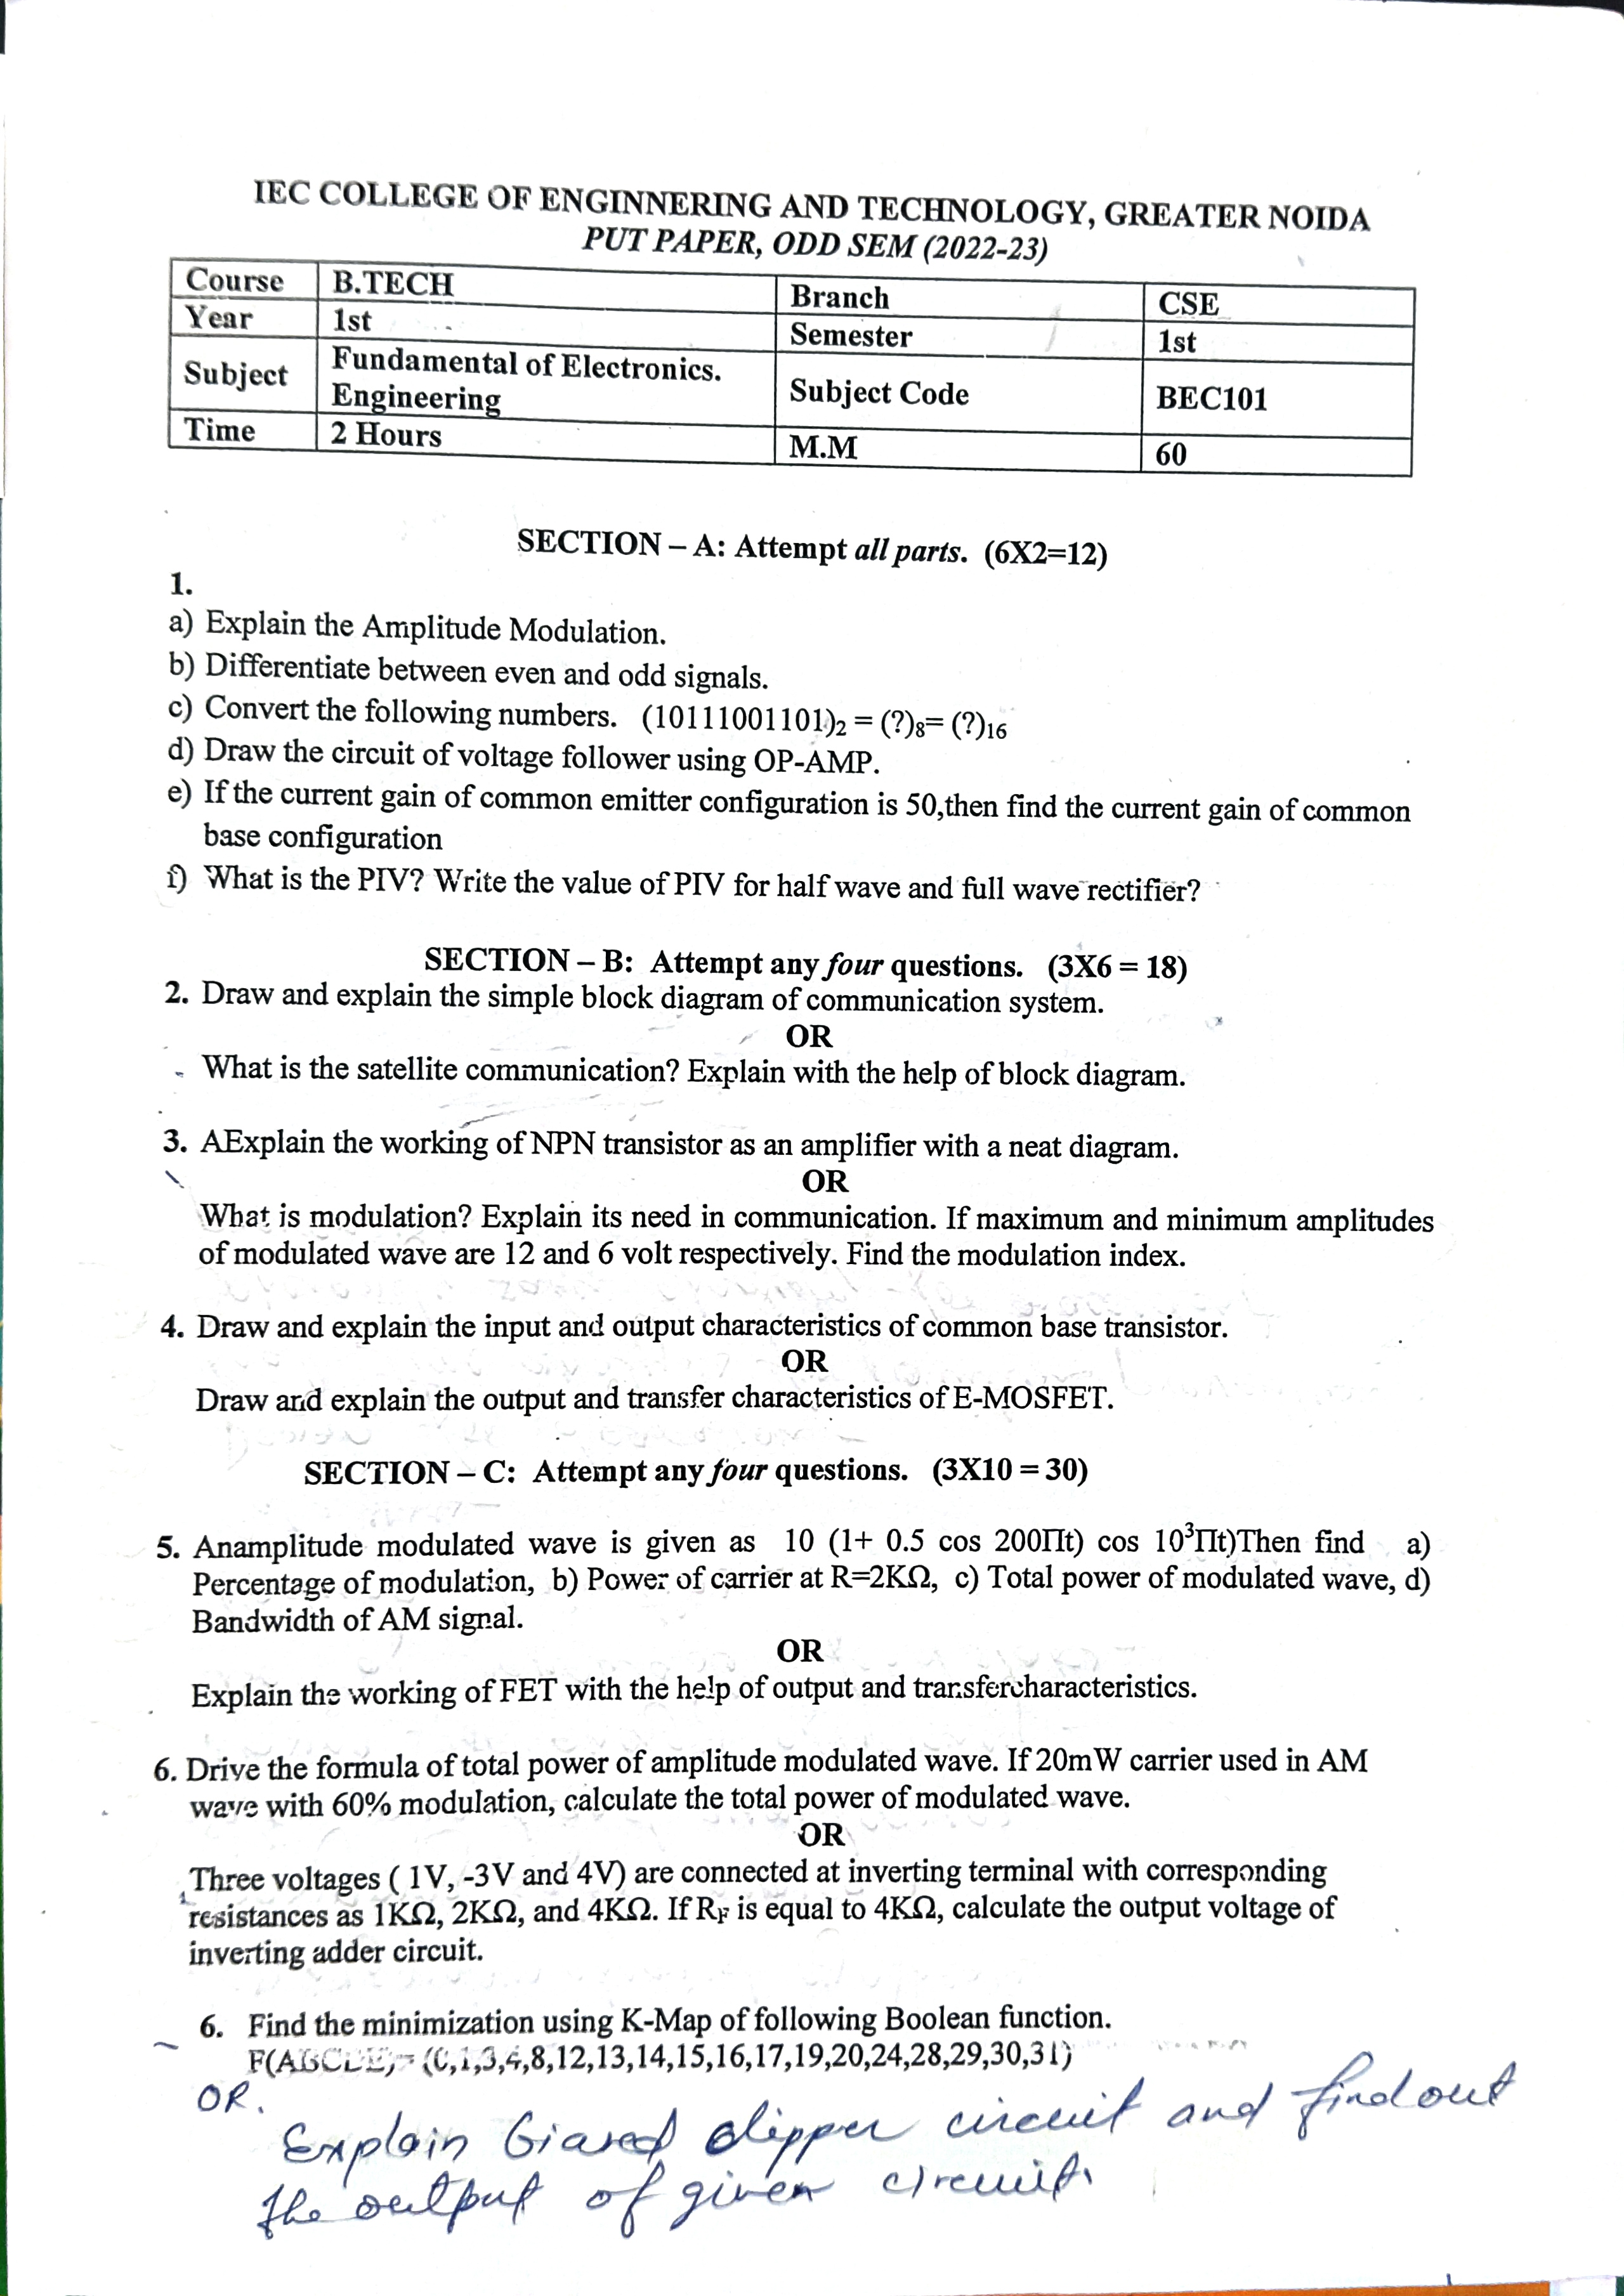 IEC COLLEGE OF ENGINNERING AND TECHNOLOGY, GREATER NOIDA
PUT PAPER, ODD SEM (2022-23)
Course B.TECH Branch CSE
Year 1st Semester 1st
Subject Fundamental of Electronics. Engineering Subject Code BEC101
Time 2 Hours M.M 60
SECTION – A: Attempt all parts. (6X2=12)
1.
a) Explain the Amplitude Modulation.
b) Differentiate between even and odd signals.
c) Convert the following numbers. (10111001101)₂ = (?)₈= (?)₁₆
d) Draw the circuit of voltage follower using OP-AMP.
e) If the current gain of common emitter configuration is 50,then find the current gain of common
base configuration
f) What is the PIV? Write the value of PIV for half wave and full wave rectifier?
SECTION – B: Attempt any four questions. (3X6 = 18)
2. Draw and explain the simple block diagram of communication system.
OR
What is the satellite communication? Explain with the help of block diagram.
3. AExplain the working of NPN transistor as an amplifier with a neat diagram.
OR
What is modulation? Explain its need in communication. If maximum and minimum amplitudes
of modulated wave are 12 and 6 volt respectively. Find the modulation index.
4. Draw and explain the input and output characteristics of common base transistor.
OR
Draw and explain the output and transfer characteristics of E-MOSFET.
SECTION – C: Attempt any four questions. (3X10 = 30)
5. Anamplitude modulated wave is given as 10 (1+ 0.5 cos 200Πt) cos 10³Πt)Then find a)
Percentage of modulation, b) Power of carrier at R=2KΩ, c) Total power of modulated wave, d)
Bandwidth of AM signal.
OR
Explain the working of FET with the help of output and transfercharacteristics.
6. Drive the formula of total power of amplitude modulated wave. If 20mW carrier used in AM
wave with 60% modulation, calculate the total power of modulated wave.
OR
Three voltages ( 1V, -3V and 4V) are connected at inverting terminal with corresponding
resistances as 1KΩ, 2KΩ, and 4KΩ. If R_F is equal to 4KΩ, calculate the output voltage of
inverting adder circuit.
6. Find the minimization using K-Map of following Boolean function.
F(ABCDE)= (0,1,3,4,8,12,13,14,15,16,17,19,20,24,28,29,30,31)
OR.
Explain biased clipper circuit and find out
the output of given circuit.